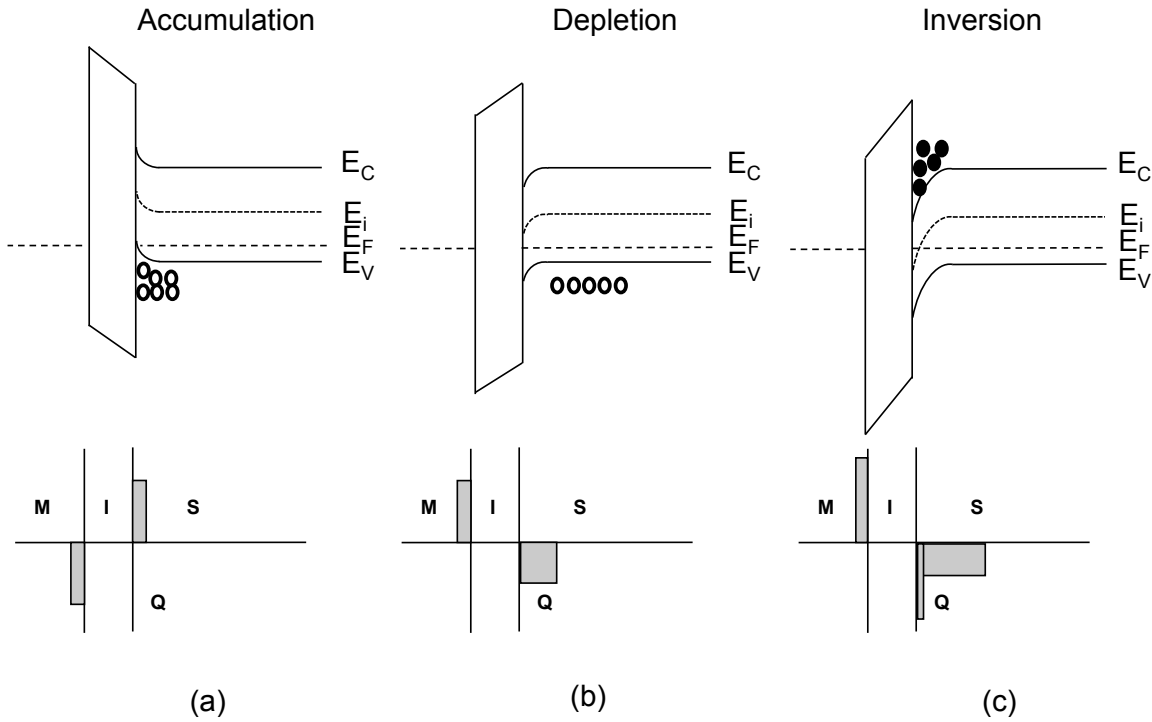 Accumulation
Depletion
Inversion
E_C
E_i
E_F
E_V
E_C
E_i
E_F
E_V
E_C
E_i
E_F
E_V
M I S
Q
M I S
Q
M I S
Q
(a)
(b)
(c)